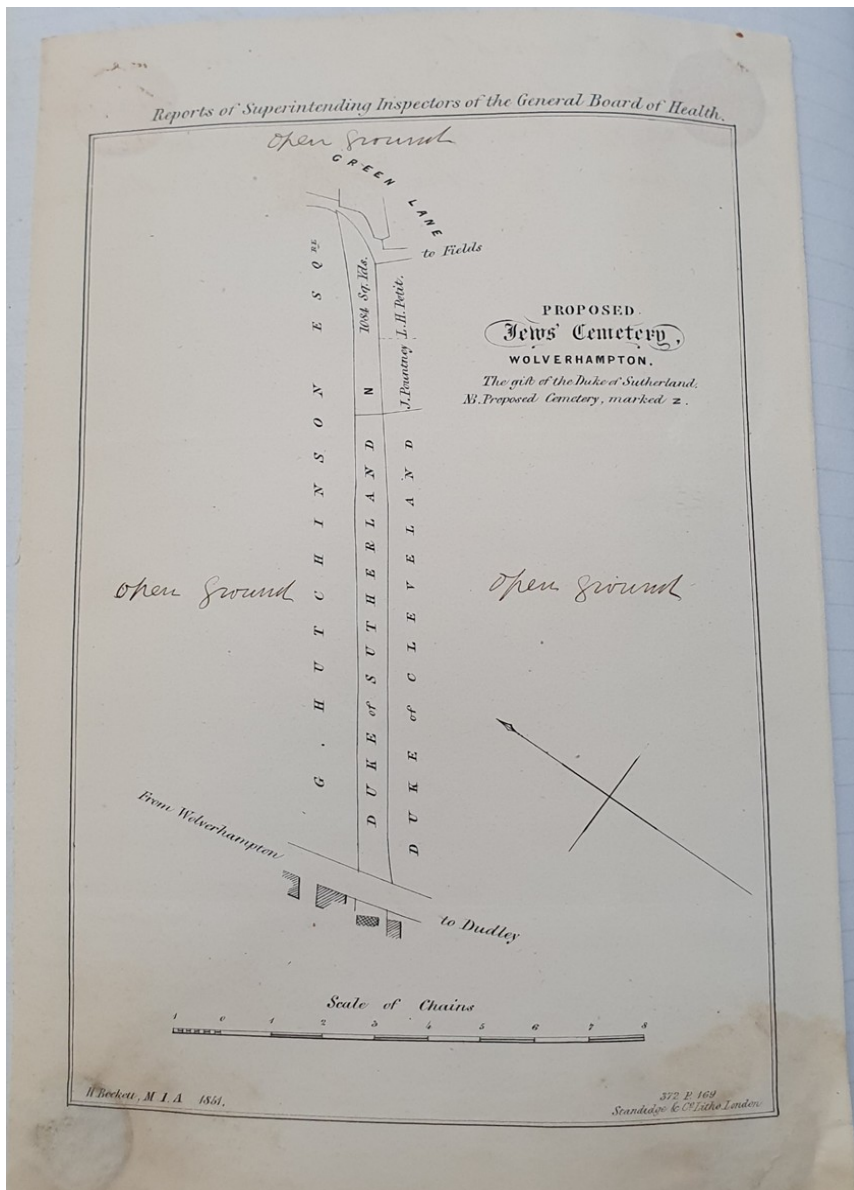 Reports of Superintending Inspectors of the General Board of Health.
open ground
GREEN LANE
to Fields
G. HUTCHINSON ESQRE
1084 Sq. Yds.
J. Pountney L.H. Petit.
N
DUKE of SUTHERLAND
DUKE of CLEVELAND
PROPOSED
Jews' Cemetery,
WOLVERHAMPTON.
The gift of the Duke of Sutherland.
NB. Proposed Cemetery, marked z.
open ground
open ground
From Wolverhampton
to Dudley
Scale of Chains
1 0 1 2 3 4 5 6 7 8
H Beckett, M I. A 1851.
372 P. 169
Standidge & Co. Litho. London